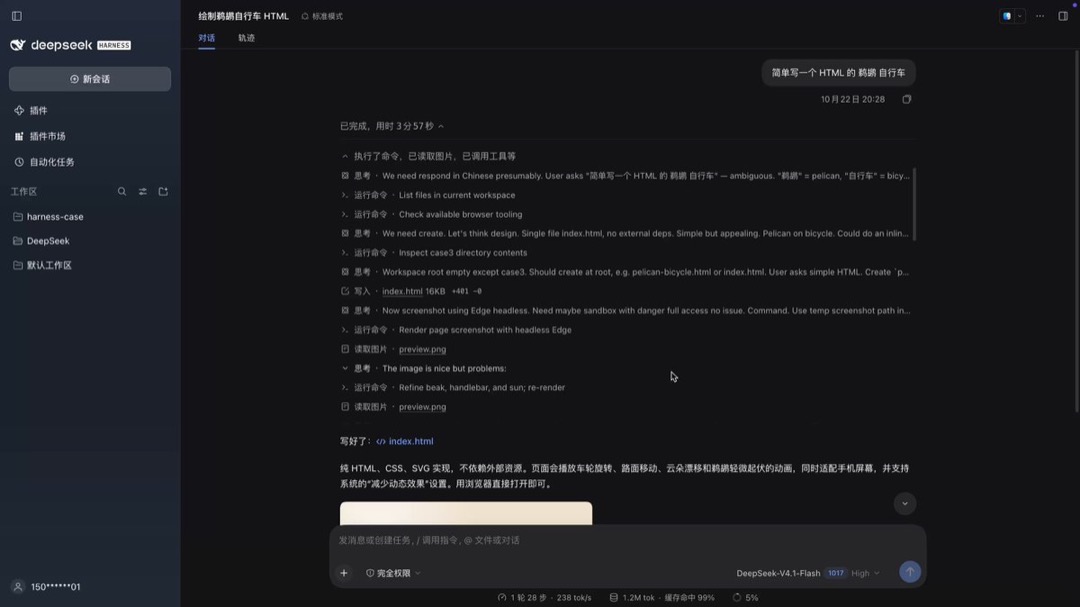 绘制鹈鹕自行车 HTML
标准模式
deepseek HARNESS
对话
轨迹
新会话
插件
插件市场
自动化任务
工作区
harness-case
DeepSeek
默认工作区
150******01
简单写一个 HTML 的 鹈鹕 自行车
10月22日 20:28
已完成，用时 3分57秒
执行了命令、已读取图片、已调用工具等
思考 · We need respond in Chinese presumably. User asks "简单写一个 HTML 的 鹈鹕 自行车" — ambiguous. "鹈鹕" = pelican, "自行车" = bicy...
运行命令 · List files in current workspace
运行命令 · Check available browser tooling
思考 · We need create. Let's think design. Single file index.html, no external deps. Simple but appealing. Pelican on bicycle. Could do an inlin...
运行命令 · Inspect case3 directory contents
思考 · Workspace root empty except case3. Should create at root, e.g. pelican-bicycle.html or index.html. User asks simple HTML. Create `p...
写入 · index.html 16KB +401 -0
思考 · Now screenshot using Edge headless. Need maybe sandbox with danger full access no issue. Command. Use temp screenshot path in...
运行命令 · Render page screenshot with headless Edge
读取图片 · preview.png
思考 · The image is nice but problems:
运行命令 · Refine beak, handlebar, and sun; re-render
读取图片 · preview.png
写好了： </> index.html
纯 HTML、CSS、SVG 实现，不依赖外部资源。页面会播放车轮旋转、路面移动、云朵漂移和鹈鹕轻微起伏的动画，同时适配手机屏幕，并支持
系统的“减少动态效果”设置。用浏览器直接打开即可。
发消息或创建任务，/ 调用指令，@ 文件或对话
完全权限
DeepSeek-V4.1-Flash 1017 High
1 轮 28 步 · 238 tok/s
1.2M tok · 缓存命中 99%
5%